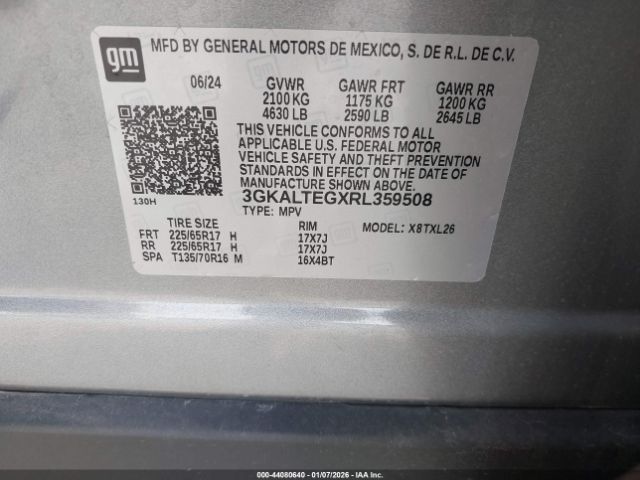 gm
MFD BY GENERAL MOTORS DE MEXICO, S. DE R.L. DE C.V.
06/24 GVWR GAWR FRT GAWR RR
2100 KG 1175 KG 1200 KG
4630 LB 2590 LB 2645 LB
THIS VEHICLE CONFORMS TO ALL
APPLICABLE U.S. FEDERAL MOTOR
VEHICLE SAFETY AND THEFT PREVENTION
STANDARDS IN EFFECT ON THE DATE OF
MANUFACTURE SHOWN ABOVE.
130H
3GKALTEGXRL359508
TYPE: MPV MODEL: X8TXL26
TIRE SIZE RIM
FRT 225/65R17 H 17X7J
RR 225/65R17 H 17X7J
SPA T135/70R16 M 16X4BT
000-44080640 - 01/07/2026 - IAAI.COM